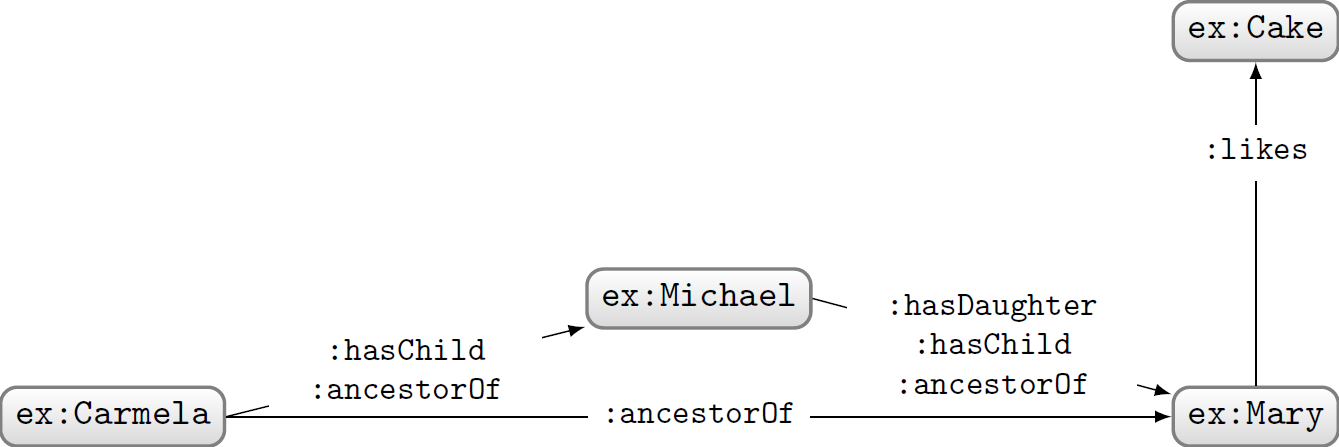 ex:Cake
:likes
ex:Michael
:hasDaughter
:hasChild
:ancestorOf
:hasChild
:ancestorOf
ex:Carmela
:ancestorOf
ex:Mary